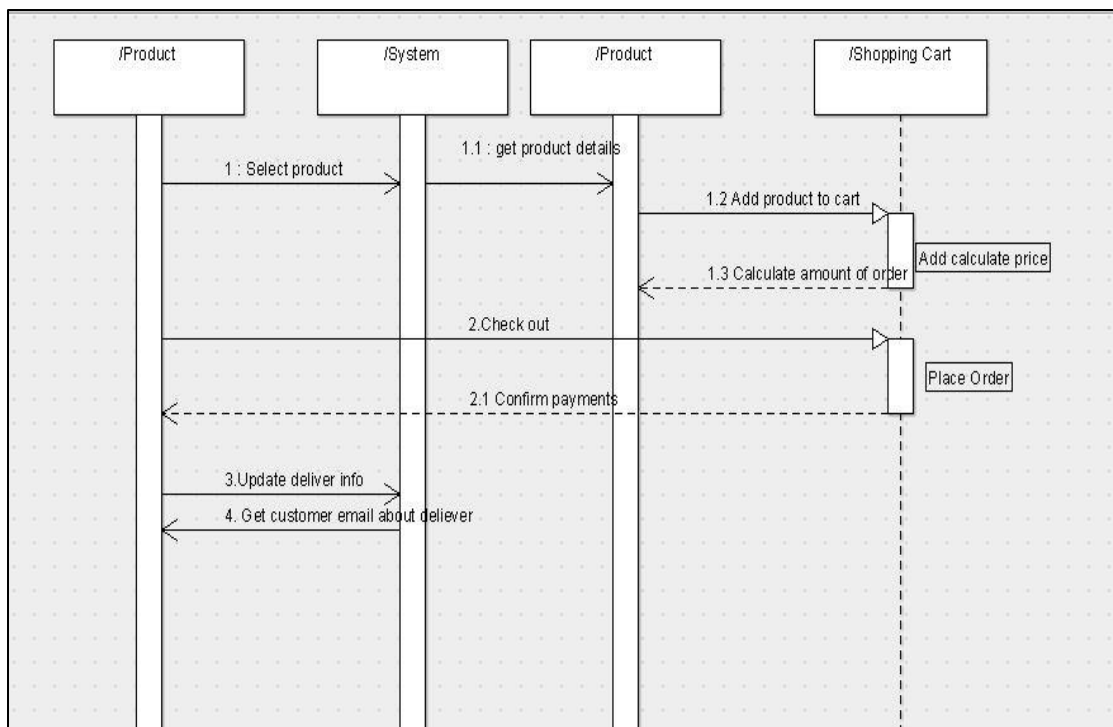 /Product
/System
/Product
/Shopping Cart
1.1 : get product details
1 : Select product
1.2 Add product to cart
Add calculate price
1.3 Calculate amount of order
2.Check out
Place Order
2.1 Confirm payments
3.Update deliver info
4. Get customer email about deliever